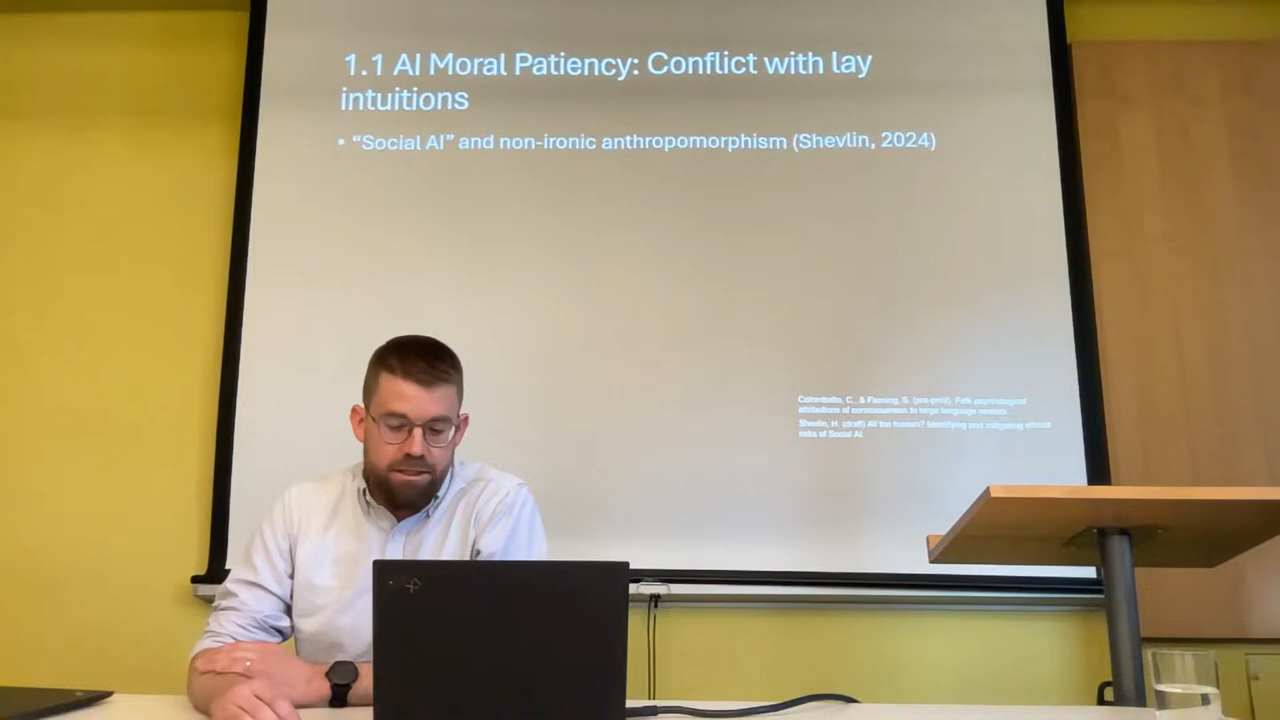 1.1 AI Moral Patiency: Conflict with lay
intuitions
• “Social AI” and non-ironic anthropomorphism (Shevlin, 2024)
Colombatto, C., & Fleming, S. (pre-print). Folk psychological
attributions of consciousness to large language models.
Shevlin, H. (draft) All too human? Identifying and mitigating ethical
risks of Social AI.